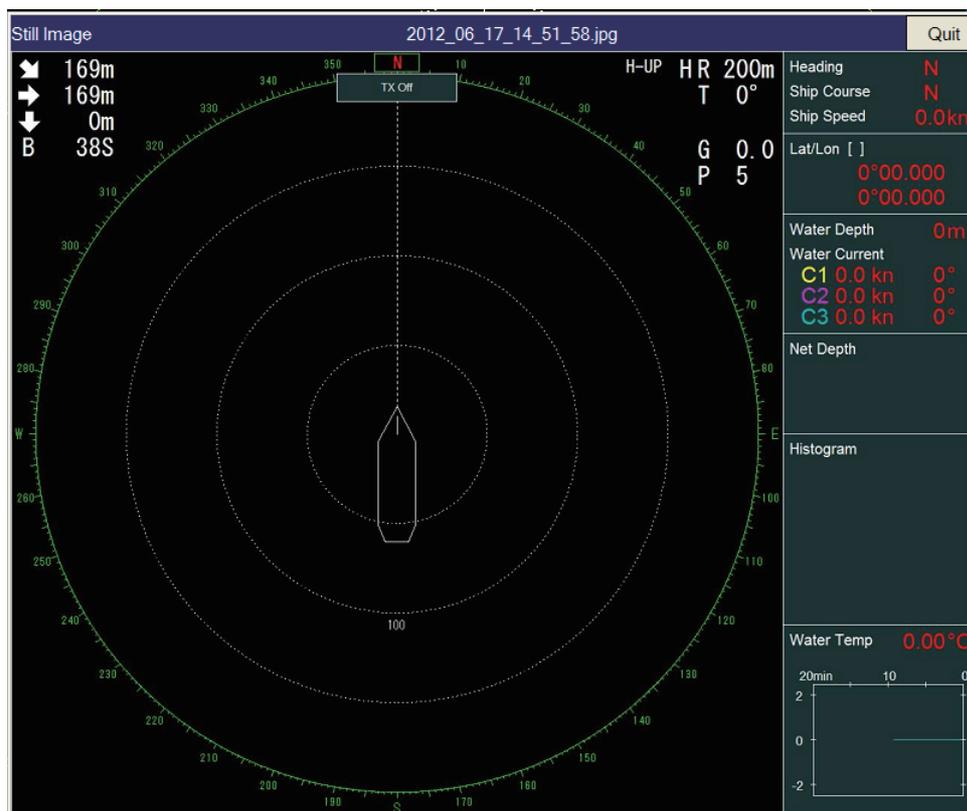 Still Image 2012_06_17_14_51_58.jpg Quit
↘ 169m
→ 169m
↓ 0m
B 38S
TX Off
H-UP HR 200m
T 0°
G 0.0
P 5
N
10
20
30
40
50
60
70
80
E
100
110
120
130
140
150
160
170
S
190
200
210
220
230
240
250
260
W
280
290
300
310
320
330
340
350
100
Heading N
Ship Course N
Ship Speed 0.0kn
Lat/Lon [ ]
0°00.000
0°00.000
Water Depth 0m
Water Current
C1 0.0 kn 0°
C2 0.0 kn 0°
C3 0.0 kn 0°
Net Depth
Histogram
Water Temp 0.00°C
20min 10 0
2
0
-2